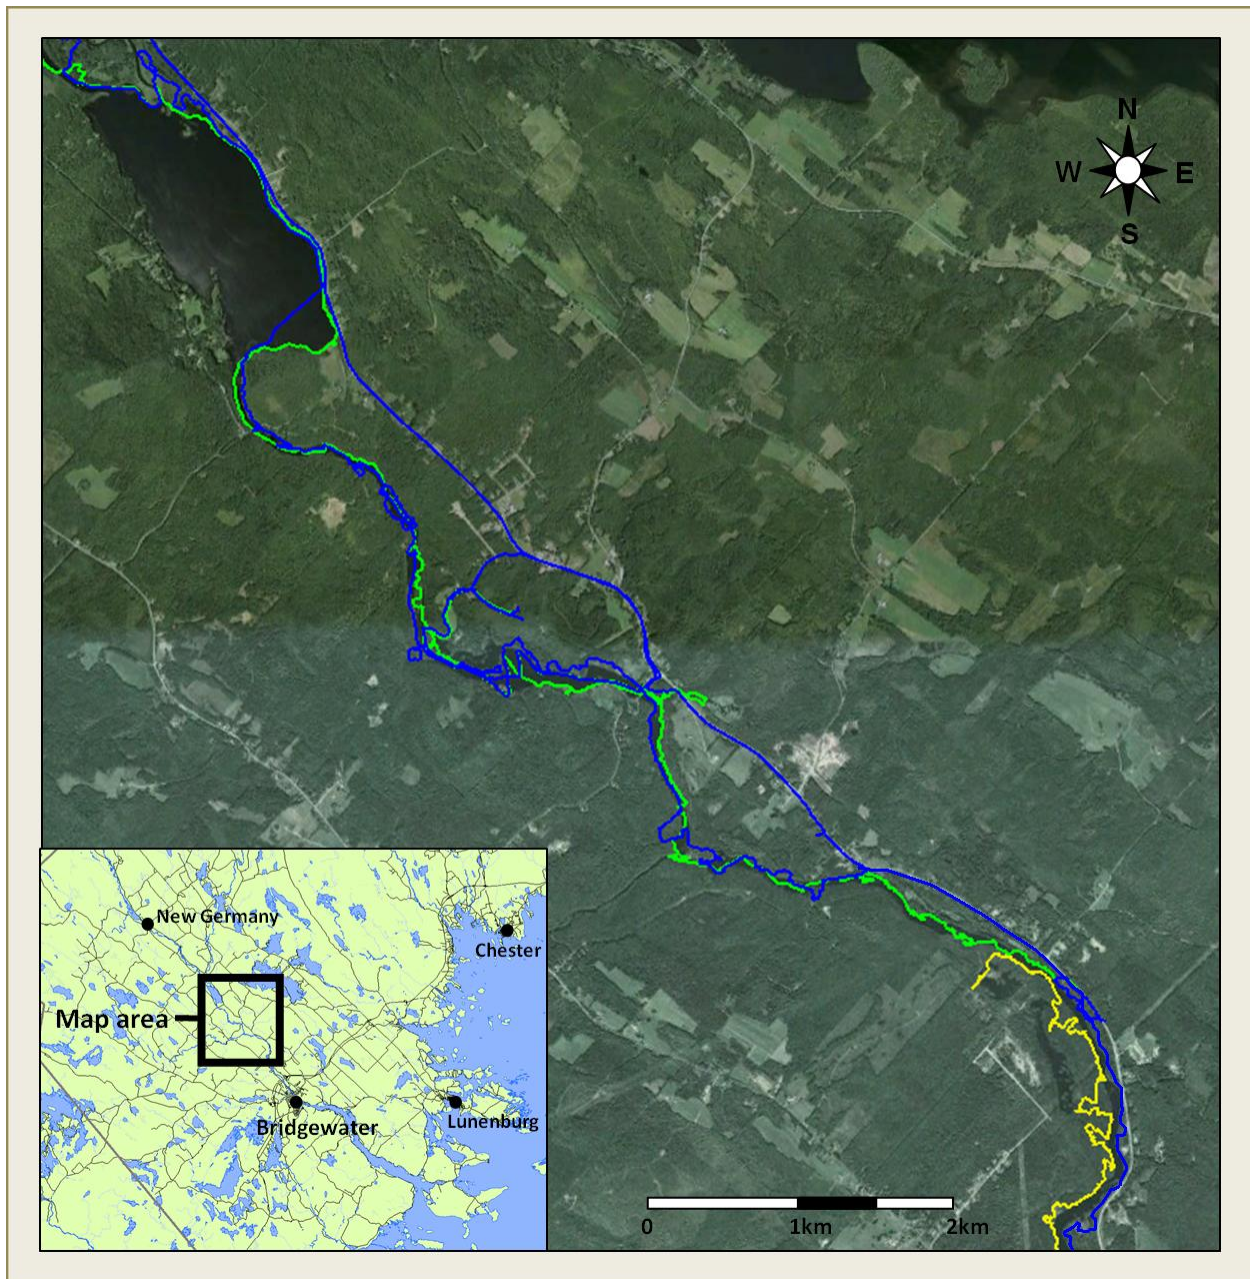 N
W E
S
New Germany
Chester
Map area
Bridgewater
Lunenburg
0 1km 2km